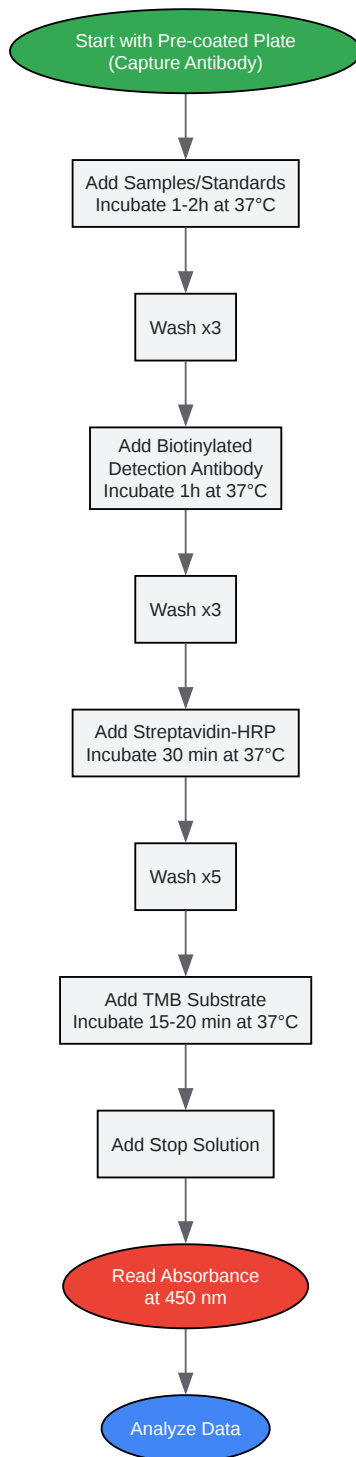 Start with Pre-coated Plate
(Capture Antibody)
Add Samples/Standards
Incubate 1-2h at 37°C
Wash x3
Add Biotinylated
Detection Antibody
Incubate 1h at 37°C
Wash x3
Add Streptavidin-HRP
Incubate 30 min at 37°C
Wash x5
Add TMB Substrate
Incubate 15-20 min at 37°C
Add Stop Solution
Read Absorbance
at 450 nm
Analyze Data